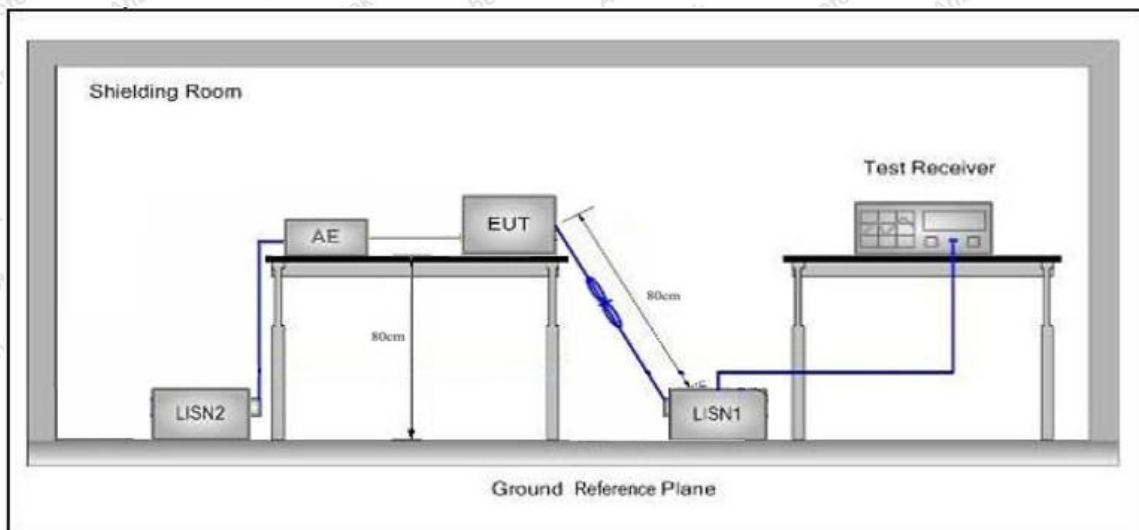 Shielding Room
Test Receiver
EUT
AE
80cm
80cm
LISN2
LISN1
Ground Reference Plane